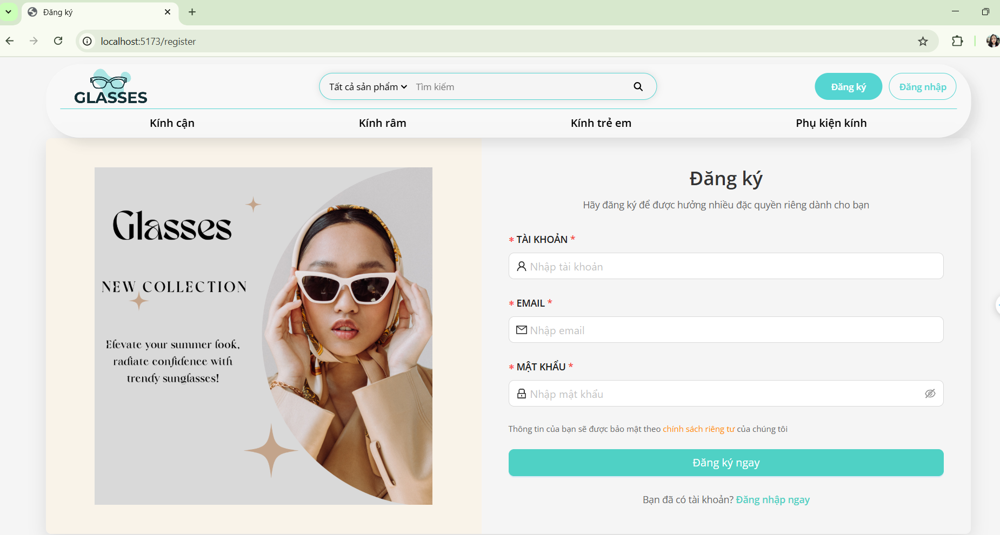 Đăng ký
localhost:5173/register
GLASSES
Tất cả sản phẩm Tìm kiếm
Đăng ký Đăng nhập
Kính cận Kính râm Kính trẻ em Phụ kiện kính
Glasses
NEW COLLECTION
Elevate your summer look,
radiate confidence with
trendy sunglasses!
Đăng ký
Hãy đăng ký để được hưởng nhiều đặc quyền riêng dành cho bạn
* TÀI KHOẢN *
Nhập tài khoản
* EMAIL *
Nhập email
* MẬT KHẨU *
Nhập mật khẩu
Thông tin của bạn sẽ được bảo mật theo chính sách riêng tư của chúng tôi
Đăng ký ngay
Bạn đã có tài khoản? Đăng nhập ngay